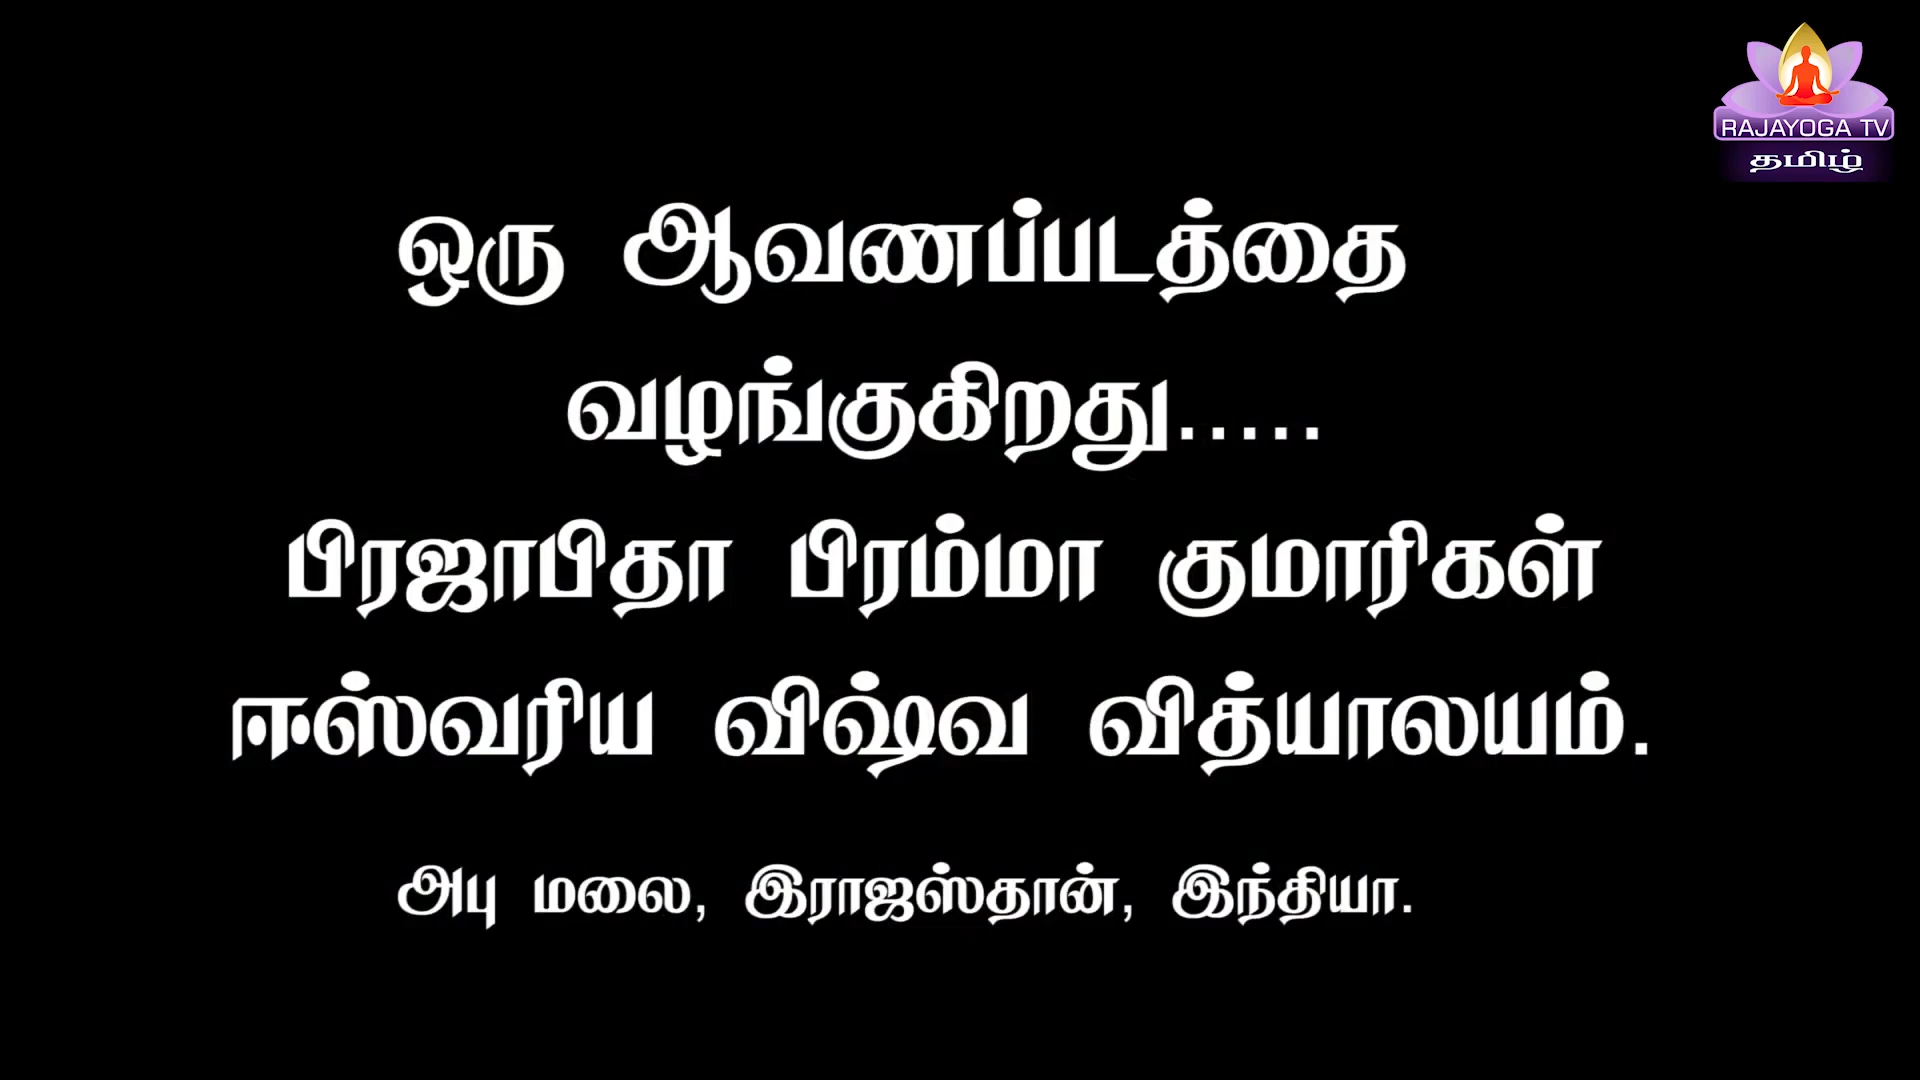 RAJAYOGA TV
தமிழ்
ஒரு ஆவணப்படத்தை
வழங்குகிறது.....
பிரஜாபிதா பிரம்மா குமாரிகள்
ஈஸ்வரிய விஷ்வ வித்யாலயம்.
அபு மலை, இராஜஸ்தான், இந்தியா.